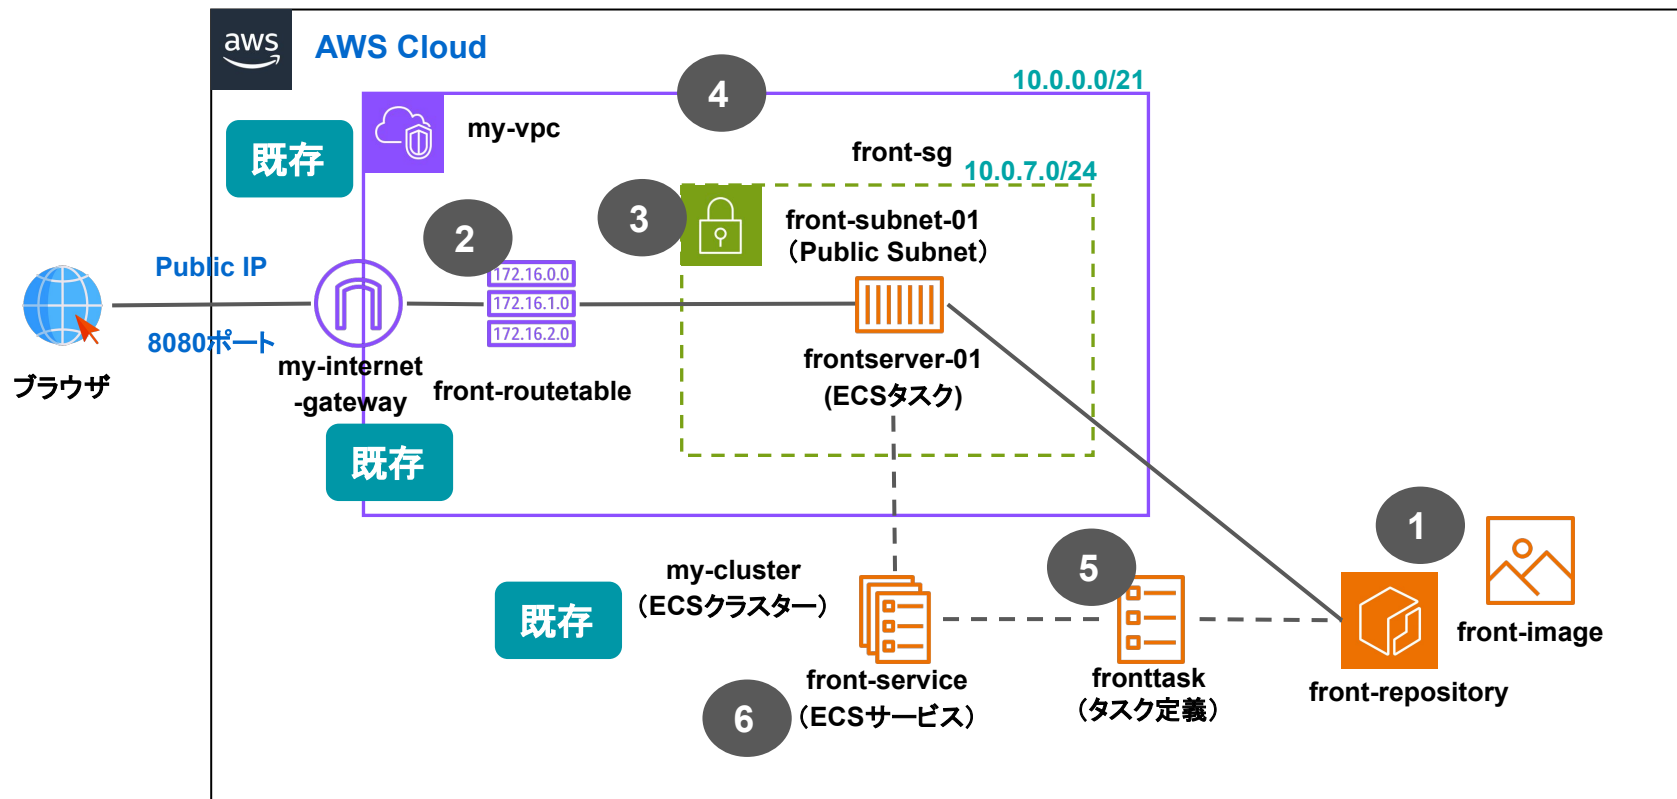 aws
AWS Cloud
10.0.0.0/21
4
既存
my-vpc
front-sg
10.0.7.0/24
3
front-subnet-01
（Public Subnet）
2
Public IP
172.16.0.0
172.16.1.0
172.16.2.0
8080ポート
ブラウザ
my-internet
-gateway
front-routetable
frontserver-01
(ECSタスク)
既存
1
5
my-cluster
（ECSクラスター）
既存
front-image
front-service
（ECSサービス）
6
fronttask
（タスク定義）
front-repository